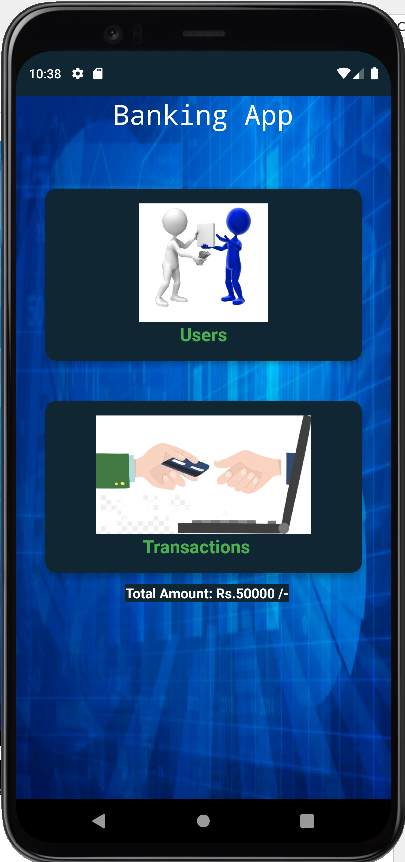 10:38
Banking App
Users
Transactions
Total Amount: Rs.50000 /-